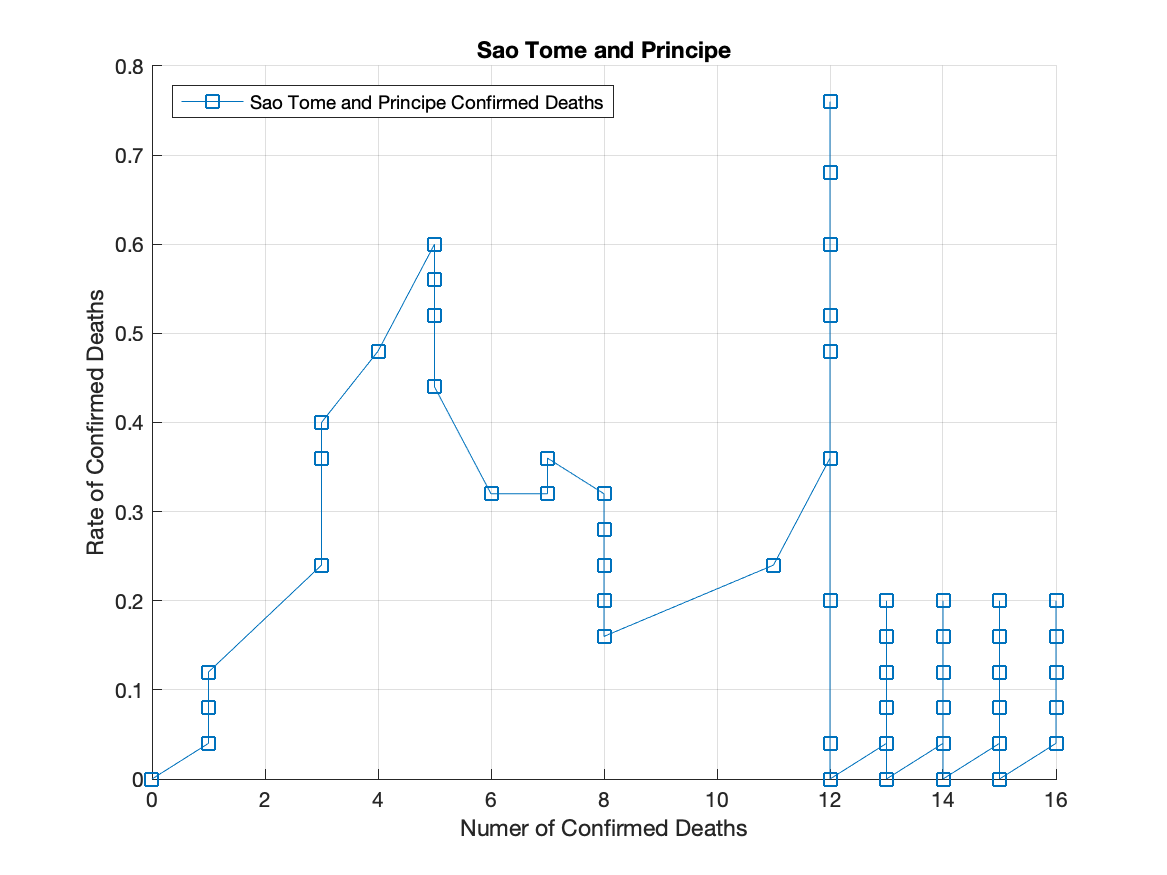 Sao Tome and Principe
Sao Tome and Principe Confirmed Deaths
0.8
0.7
0.6
0.5
0.4
0.3
0.2
0.1
0
Rate of Confirmed Deaths
0 2 4 6 8 10 12 14 16
Numer of Confirmed Deaths